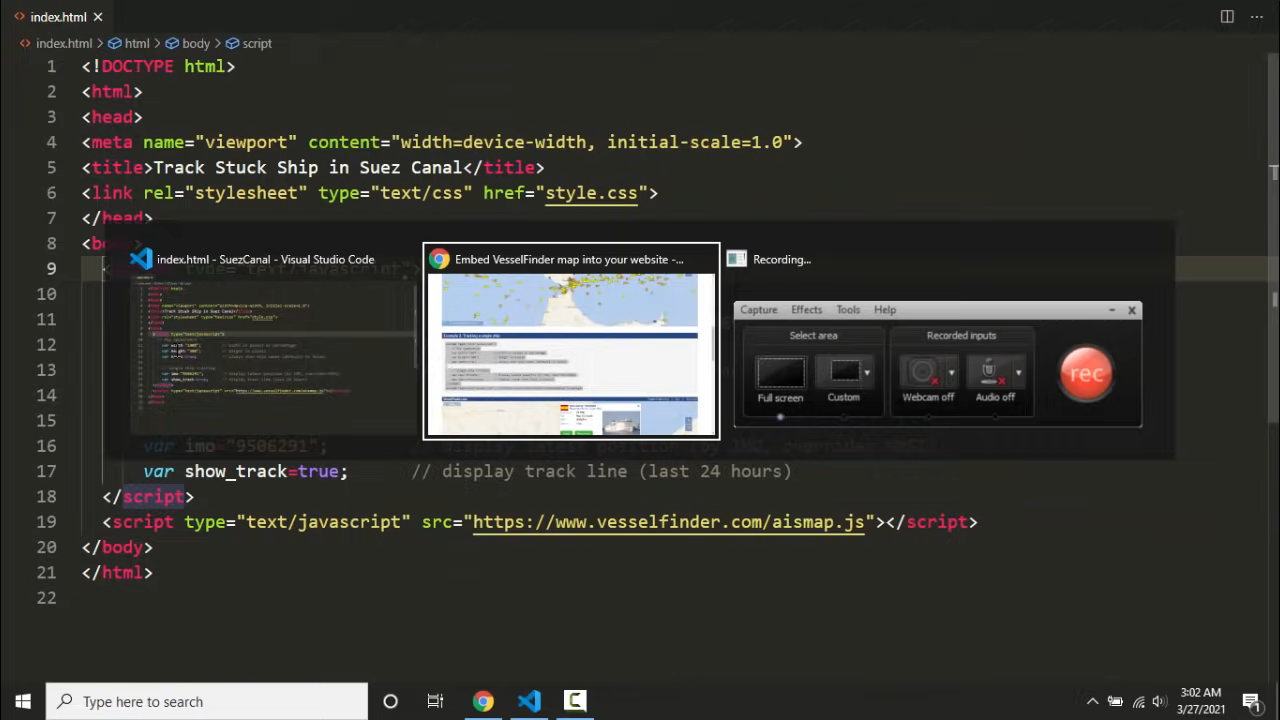 index.html
index.html > html > body > script
1 <!DOCTYPE html>
2 <html>
3 <head>
4 <meta name="viewport" content="width=device-width, initial-scale=1.0">
5 <title>Track Stuck Ship in Suez Canal</title>
6 <link rel="stylesheet" type="text/css" href="style.css">
7 </head>
8 <bo
index.html - SuezCanal - Visual Studio Code
Embed VesselFinder map into your website -...
Recording...
9
10
11
12
13
14
15
Capture Effects Tools Help
Select area
Recorded inputs
Full screen
Custom
Webcam off
Audio off
rec
Example 2: Tracking a single ship
16 var imo="9506291";
17 var show_track=true; // display track line (last 24 hours)
18 </script>
19 <script type="text/javascript" src="https://www.vesselfinder.com/aismap.js"></script>
20 </body>
21 </html>
22
Type here to search
3:02 AM
3/27/2021
1